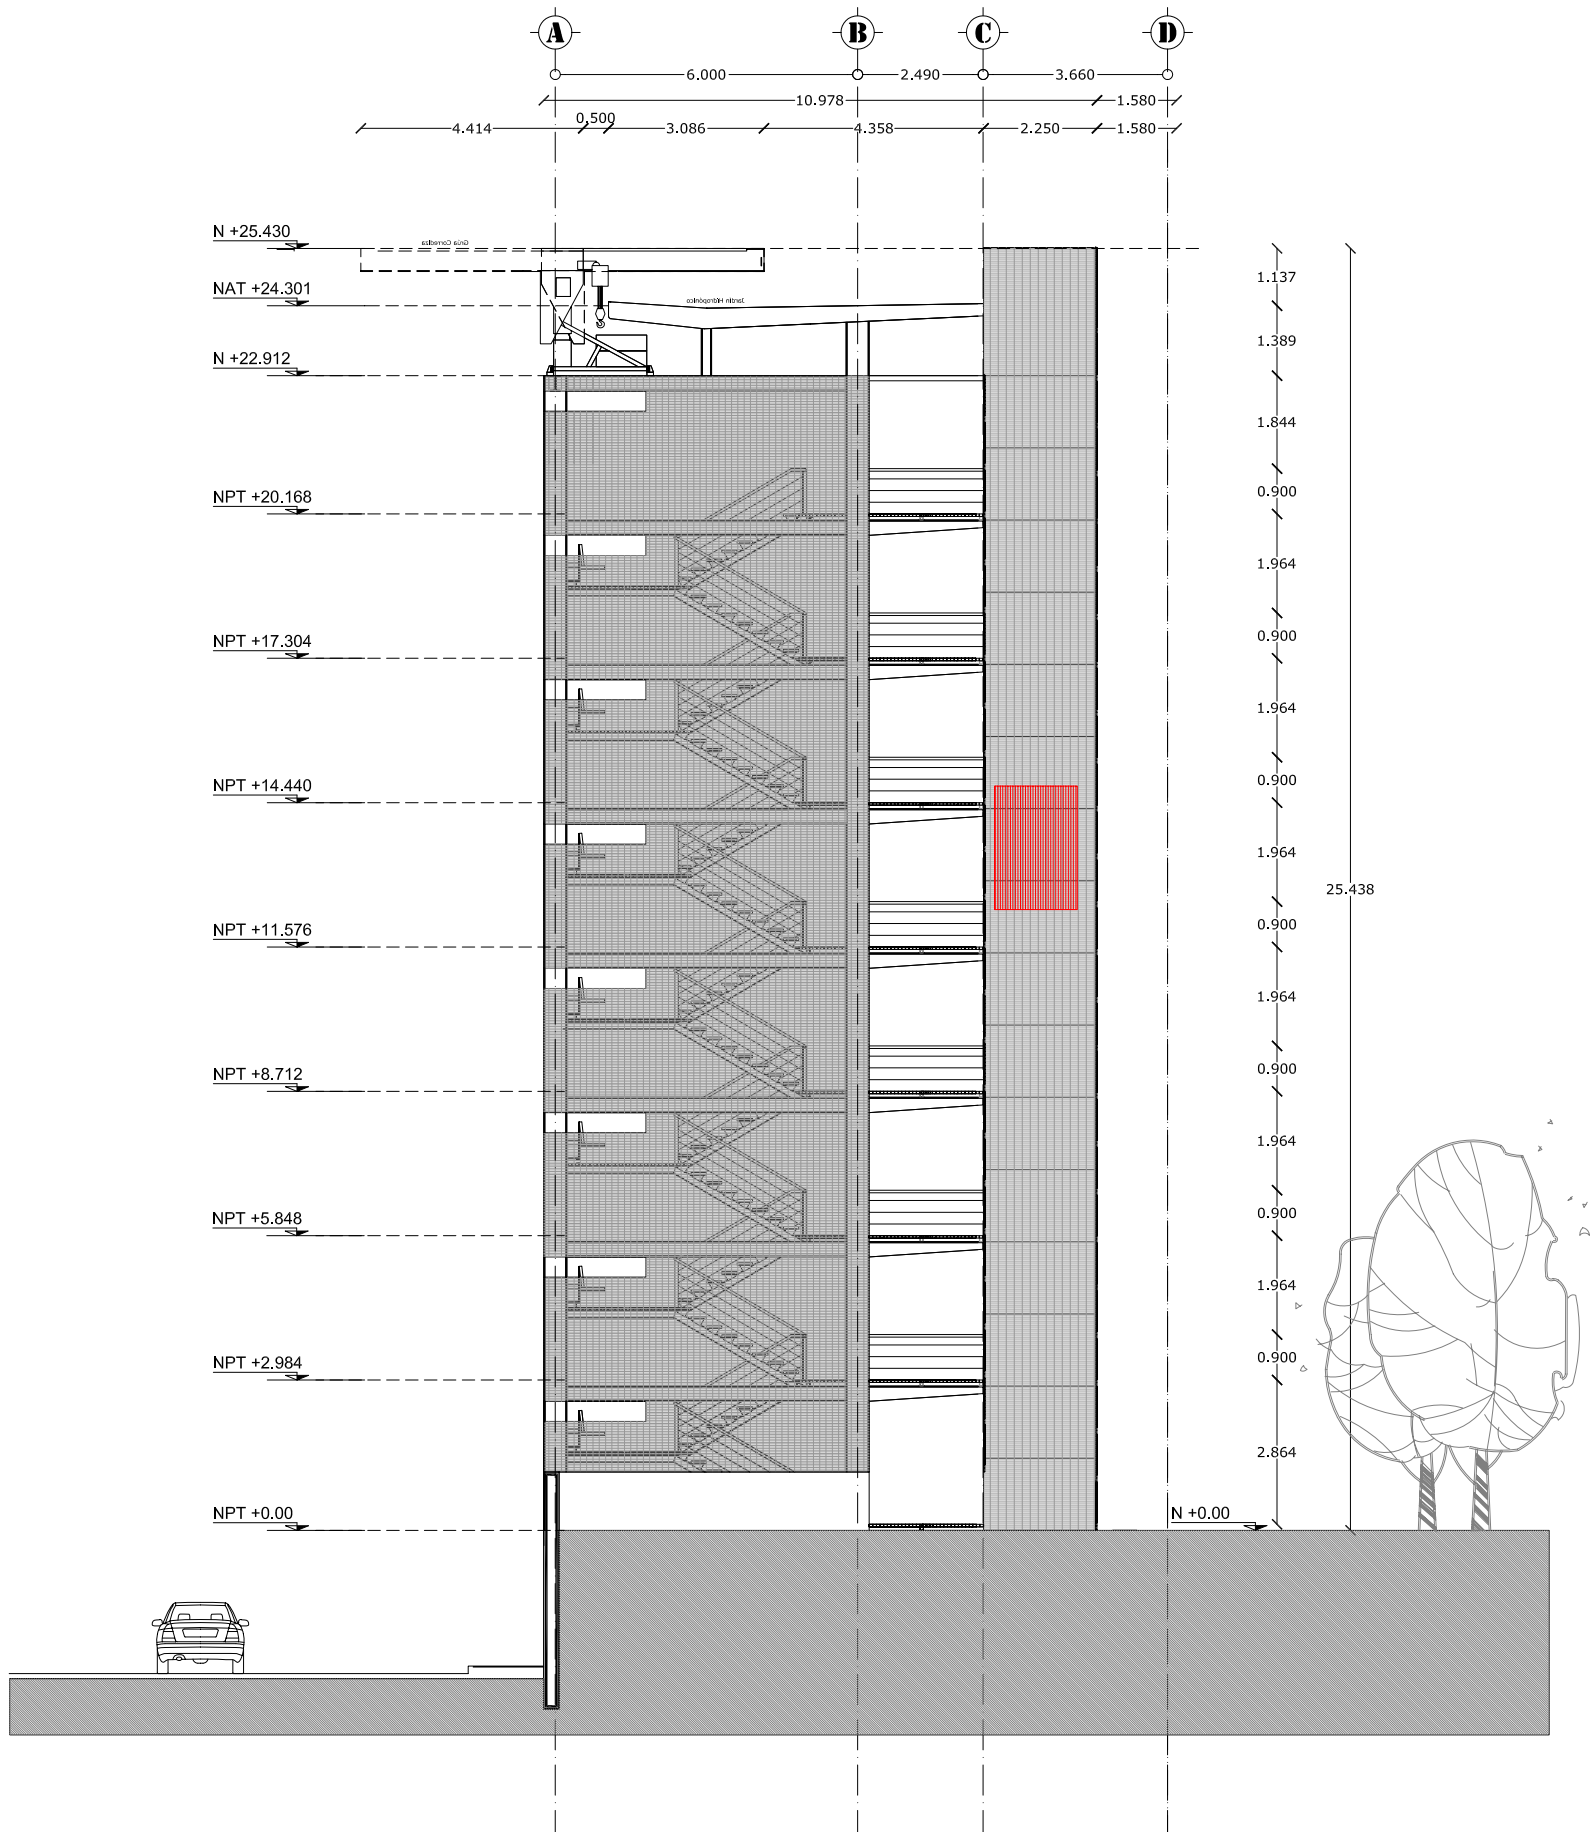 A B C D
6.000 2.490 3.660
10.978 1.580
4.414 0.500 3.086 4.358 2.250 1.580
N +25.430
Grúa Corrediza
1.137
NAT +24.301
Jardín Hidropónico
1.389
N +22.912
1.844
NPT +20.168
0.900
1.964
NPT +17.304
0.900
1.964
NPT +14.440
0.900
1.964
25.438
NPT +11.576
0.900
1.964
NPT +8.712
0.900
1.964
NPT +5.848
0.900
1.964
NPT +2.984
0.900
2.864
NPT +0.00
N +0.00